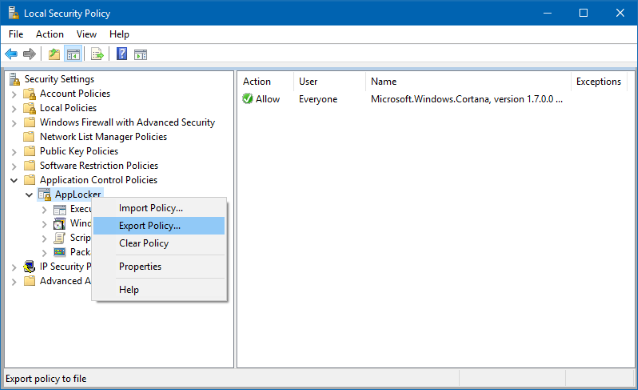 Local Security Policy
File Action View Help
Security Settings
Account Policies
Local Policies
Windows Firewall with Advanced Security
Network List Manager Policies
Public Key Policies
Software Restriction Policies
Application Control Policies
AppLocker
Execu
Wind
Scrip
Packa
IP Security P
Advanced A
Import Policy...
Export Policy...
Clear Policy
Properties
Help
Action User Name Exceptions
Allow Everyone Microsoft.Windows.Cortana, version 1.7.0.0 ...
Export policy to file